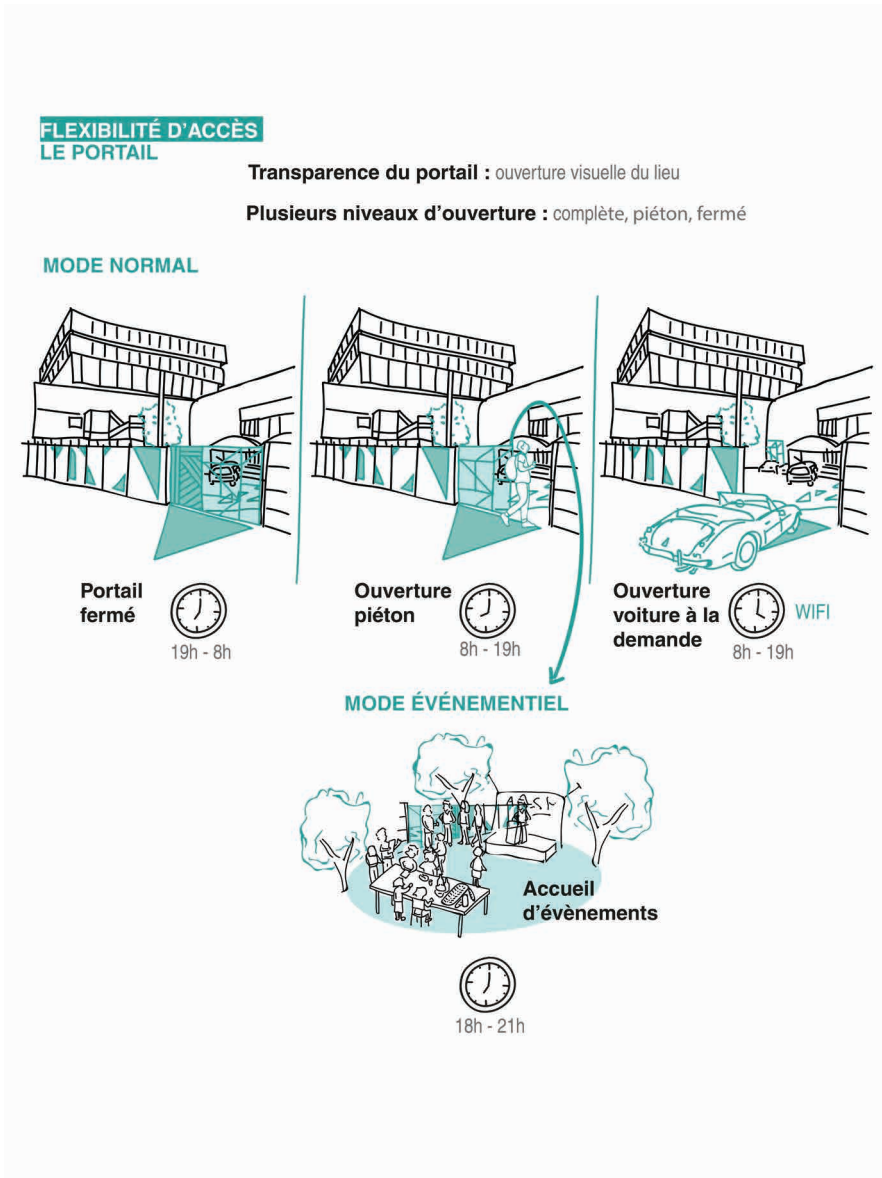 FLEXIBILITÉ D'ACCÈS
LE PORTAIL
Transparence du portail : ouverture visuelle du lieu
Plusieurs niveaux d'ouverture : complète, piéton, fermé
MODE NORMAL
Portail
fermé
19h - 8h
Ouverture
piéton
8h - 19h
Ouverture
voiture à la
demande
WIFI
8h - 19h
MODE ÉVÉNEMENTIEL
Accueil
d'évènements
18h - 21h